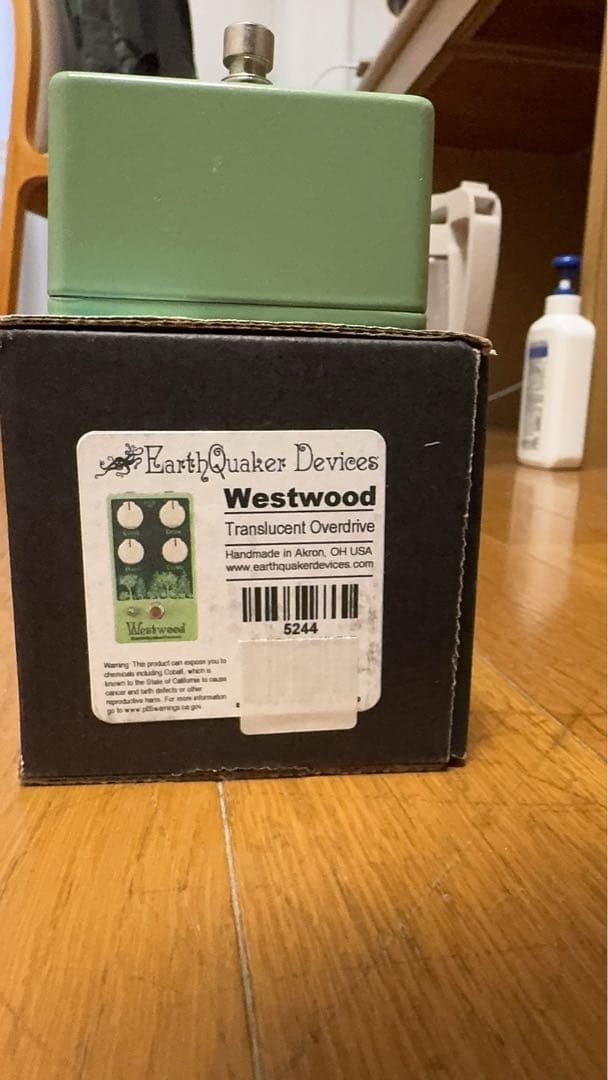 EarthQuaker Devices
Westwood
Translucent Overdrive
Handmade in Akron, OH USA
www.earthquakerdevices.com
5244
Westwood
Warning: This product can expose you to
chemicals including Cobalt, which is
known to the State of California to cause
cancer and birth defects or other
reproductive harm. For more information
go to www.p65warnings.ca.gov.